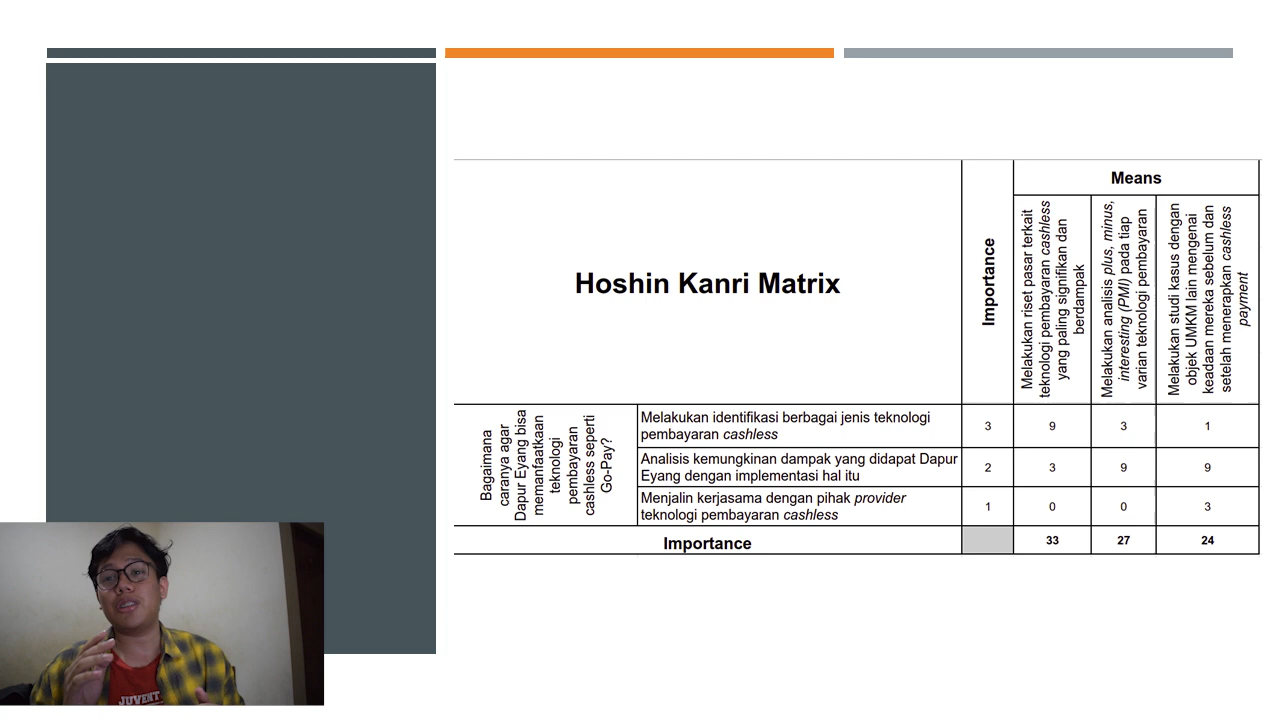 Means
Hoshin Kanri Matrix
Importance
Melakukan riset pasar terkait
teknologi pembayaran cashless
yang paling signifikan dan
berdampak
Melakukan analisis plus, minus,
interesting (PMI) pada tiap
varian teknologi pembayaran
Melakukan studi kasus dengan
objek UMKM lain mengenai
keadaan mereka sebelum dan
setelah menerapkan cashless
payment
Bagaimana
caranya agar
Dapur Eyang bisa
memanfaatkaan
teknologi
pembayaran
cashless seperti
Go-Pay?
Melakukan identifikasi berbagai jenis teknologi
pembayaran cashless
3 9 3 1
Analisis kemungkinan dampak yang didapat Dapur
Eyang dengan implementasi hal itu
2 3 9 9
Menjalin kerjasama dengan pihak provider
teknologi pembayaran cashless
1 0 0 3
Importance 33 27 24
JUVENT